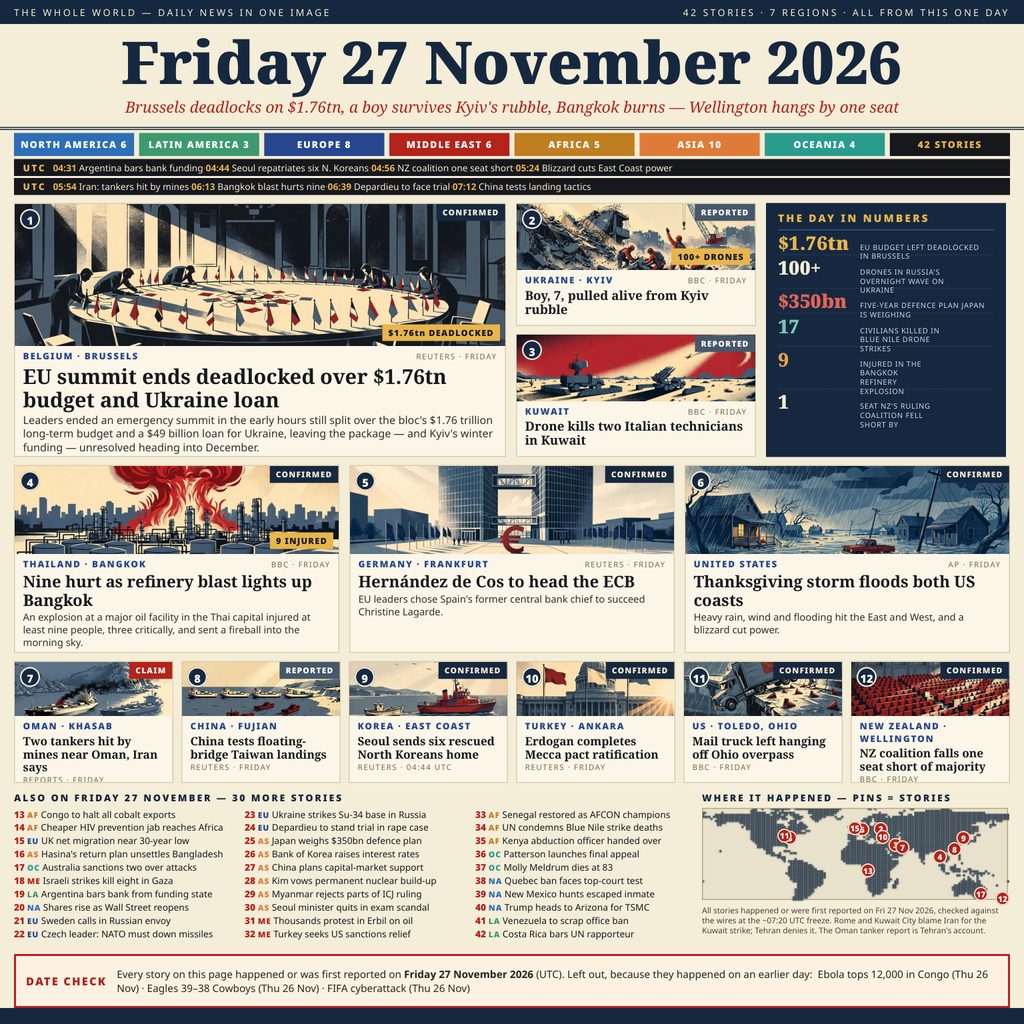 THE WHOLE WORLD — DAILY NEWS IN ONE IMAGE
42 STORIES · 7 REGIONS · ALL FROM THIS ONE DAY
Friday 27 November 2026
Brussels deadlocks on $1.76tn, a boy survives Kyiv's rubble, Bangkok burns — Wellington hangs by one seat
NORTH AMERICA 6
LATIN AMERICA 3
EUROPE 8
MIDDLE EAST 6
AFRICA 5
ASIA 10
OCEANIA 4
42 STORIES
UTC 04:31 Argentina bars bank funding 04:44 Seoul repatriates six N. Koreans 04:56 NZ coalition one seat short 05:24 Blizzard cuts East Coast power
UTC 05:54 Iran: tankers hit by mines 06:13 Bangkok blast hurts nine 06:39 Depardieu to face trial 07:12 China tests landing tactics
1
CONFIRMED
$1.76tn DEADLOCKED
BELGIUM · BRUSSELS
REUTERS · FRIDAY
EU summit ends deadlocked over $1.76tn
budget and Ukraine loan
Leaders ended an emergency summit in the early hours still split over the bloc's $1.76 trillion
long-term budget and a $49 billion loan for Ukraine, leaving the package — and Kyiv's winter
funding — unresolved heading into December.
2
REPORTED
100+ DRONES
UKRAINE · KYIV
BBC · FRIDAY
Boy, 7, pulled alive from Kyiv
rubble
3
REPORTED
KUWAIT
BBC · FRIDAY
Drone kills two Italian technicians
in Kuwait
THE DAY IN NUMBERS
$1.76tn
EU BUDGET LEFT DEADLOCKED
IN BRUSSELS
100+
DRONES IN RUSSIA'S
OVERNIGHT WAVE ON
UKRAINE
$350bn
FIVE-YEAR DEFENCE PLAN JAPAN
IS WEIGHING
17
CIVILIANS KILLED IN
BLUE NILE DRONE
STRIKES
9
INJURED IN THE
BANGKOK
REFINERY
EXPLOSION
1
SEAT NZ'S RULING
COALITION FELL
SHORT BY
4
CONFIRMED
9 INJURED
THAILAND · BANGKOK
BBC · FRIDAY
Nine hurt as refinery blast lights up
Bangkok
An explosion at a major oil facility in the Thai capital injured at
least nine people, three critically, and sent a fireball into the
morning sky.
5
CONFIRMED
€
GERMANY · FRANKFURT
REUTERS · FRIDAY
Hernández de Cos to head the ECB
EU leaders chose Spain's former central bank chief to succeed
Christine Lagarde.
6
CONFIRMED
UNITED STATES
AP · FRIDAY
Thanksgiving storm floods both US
coasts
Heavy rain, wind and flooding hit the East and West, and a
blizzard cut power.
7
CLAIM
OMAN · KHASAB
Two tankers hit by
mines near Oman, Iran
says
REPORTS · FRIDAY
8
REPORTED
CHINA · FUJIAN
China tests floating-
bridge Taiwan landings
REUTERS · FRIDAY
9
CONFIRMED
KOREA · EAST COAST
Seoul sends six rescued
North Koreans home
REUTERS · 04:44 UTC
10
CONFIRMED
TURKEY · ANKARA
Erdogan completes
Mecca pact ratification
REUTERS · FRIDAY
11
CONFIRMED
US · TOLEDO, OHIO
Mail truck left hanging
off Ohio overpass
BBC · FRIDAY
12
CONFIRMED
NEW ZEALAND ·
WELLINGTON
NZ coalition falls one
seat short of majority
BBC · FRIDAY
ALSO ON FRIDAY 27 NOVEMBER — 30 MORE STORIES
13 AF Congo to halt all cobalt exports
14 AF Cheaper HIV prevention jab reaches Africa
15 EU UK net migration near 30-year low
16 AS Hasina's return plan unsettles Bangladesh
17 OC Australia sanctions two over attacks
18 ME Israeli strikes kill eight in Gaza
19 LA Argentina bars bank from funding state
20 NA Shares rise as Wall Street reopens
21 EU Sweden calls in Russian envoy
22 EU Czech leader: NATO must down missiles
23 EU Ukraine strikes Su-34 base in Russia
24 EU Depardieu to stand trial in rape case
25 AS Japan weighs $350bn defence plan
26 AS Bank of Korea raises interest rates
27 AS China plans capital-market support
28 AS Kim vows permanent nuclear build-up
29 AS Myanmar rejects parts of ICJ ruling
30 AS Seoul minister quits in exam scandal
31 ME Thousands protest in Erbil on oil
32 ME Turkey seeks US sanctions relief
33 AF Senegal restored as AFCON champions
34 AF UN condemns Blue Nile strike deaths
35 AF Kenya abduction officer handed over
36 OC Patterson launches final appeal
37 OC Molly Meldrum dies at 83
38 NA Quebec ban faces top-court test
39 NA New Mexico hunts escaped inmate
40 NA Trump heads to Arizona for TSMC
41 LA Venezuela to scrap office ban
42 LA Costa Rica bars UN rapporteur
WHERE IT HAPPENED — PINS = STORIES
11
2
10
7
9
8
4
13
17
12
All stories happened or were first reported on Fri 27 Nov 2026, checked against
the wires at the ~07:20 UTC freeze. Rome and Kuwait City blame Iran for the
Kuwait strike; Tehran denies it. The Oman tanker report is Tehran's account.
DATE CHECK
Every story on this page happened or was first reported on Friday 27 November 2026 (UTC). Left out, because they happened on an earlier day: Ebola tops 12,000 in Congo (Thu 26
Nov) · Eagles 39–38 Cowboys (Thu 26 Nov) · FIFA cyberattack (Thu 26 Nov)